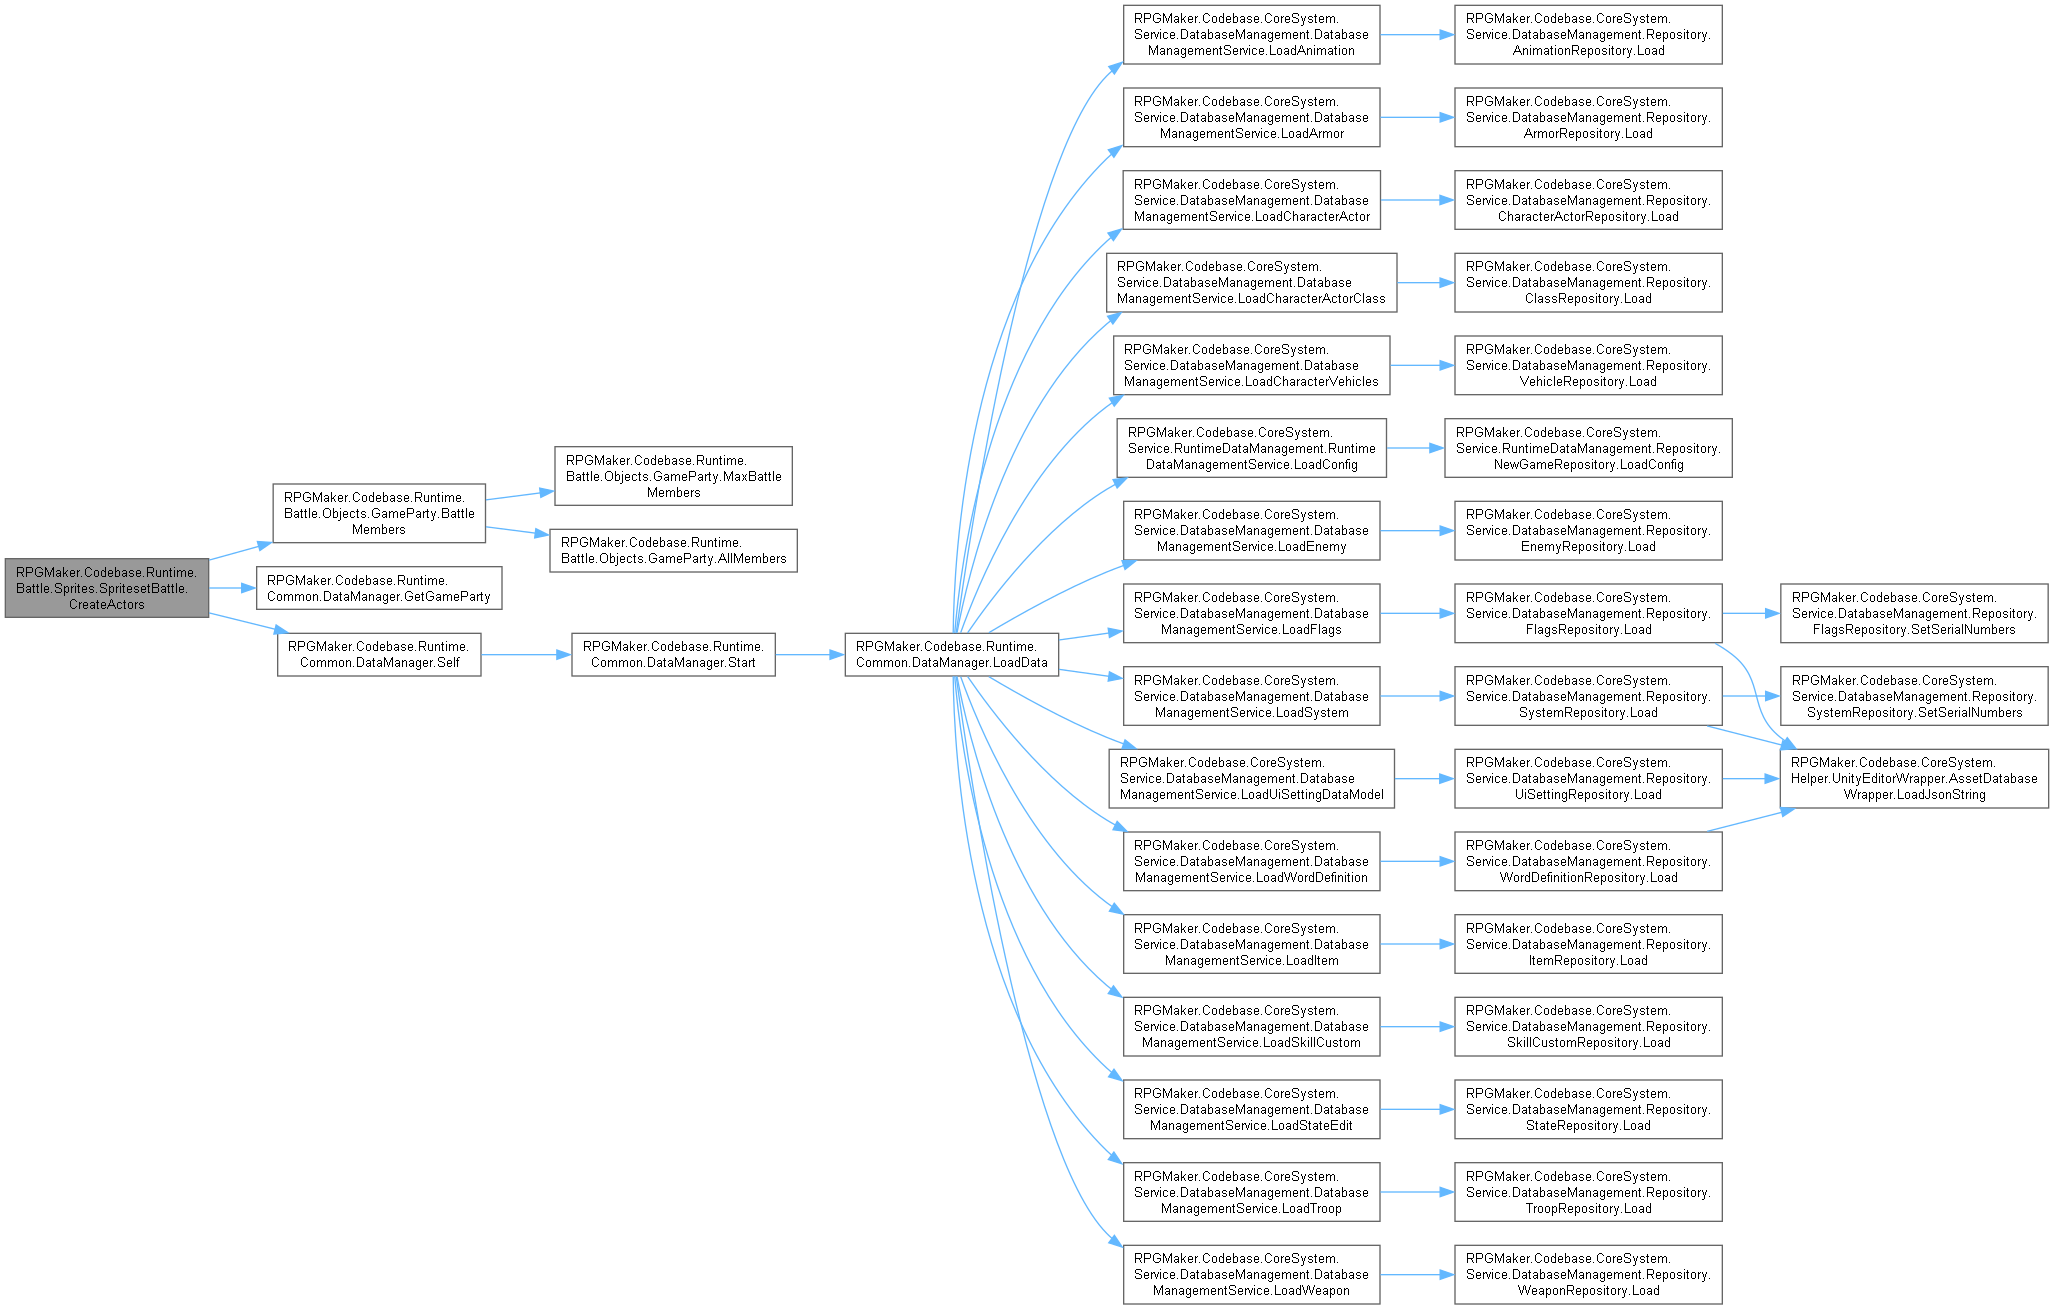 RPGMaker.Codebase.Runtime.
Battle.Sprites.SpritesetBattle.
CreateActors
RPGMaker.Codebase.Runtime.
Battle.Objects.GameParty.Battle
Members
RPGMaker.Codebase.Runtime.
Battle.Objects.GameParty.MaxBattle
Members
RPGMaker.Codebase.Runtime.
Battle.Objects.GameParty.AllMembers
RPGMaker.Codebase.Runtime.
Common.DataManager.GetGameParty
RPGMaker.Codebase.Runtime.
Common.DataManager.Self
RPGMaker.Codebase.Runtime.
Common.DataManager.Start
RPGMaker.Codebase.Runtime.
Common.DataManager.LoadData
RPGMaker.Codebase.CoreSystem.
Service.DatabaseManagement.Database
ManagementService.LoadAnimation
RPGMaker.Codebase.CoreSystem.
Service.DatabaseManagement.Repository.
AnimationRepository.Load
RPGMaker.Codebase.CoreSystem.
Service.DatabaseManagement.Database
ManagementService.LoadArmor
RPGMaker.Codebase.CoreSystem.
Service.DatabaseManagement.Repository.
ArmorRepository.Load
RPGMaker.Codebase.CoreSystem.
Service.DatabaseManagement.Database
ManagementService.LoadCharacterActor
RPGMaker.Codebase.CoreSystem.
Service.DatabaseManagement.Repository.
CharacterActorRepository.Load
RPGMaker.Codebase.CoreSystem.
Service.DatabaseManagement.Database
ManagementService.LoadCharacterActorClass
RPGMaker.Codebase.CoreSystem.
Service.DatabaseManagement.Repository.
ClassRepository.Load
RPGMaker.Codebase.CoreSystem.
Service.DatabaseManagement.Database
ManagementService.LoadCharacterVehicles
RPGMaker.Codebase.CoreSystem.
Service.DatabaseManagement.Repository.
VehicleRepository.Load
RPGMaker.Codebase.CoreSystem.
Service.RuntimeDataManagement.Runtime
DataManagementService.LoadConfig
RPGMaker.Codebase.CoreSystem.
Service.RuntimeDataManagement.Repository.
NewGameRepository.LoadConfig
RPGMaker.Codebase.CoreSystem.
Service.DatabaseManagement.Database
ManagementService.LoadEnemy
RPGMaker.Codebase.CoreSystem.
Service.DatabaseManagement.Repository.
EnemyRepository.Load
RPGMaker.Codebase.CoreSystem.
Service.DatabaseManagement.Database
ManagementService.LoadFlags
RPGMaker.Codebase.CoreSystem.
Service.DatabaseManagement.Repository.
FlagsRepository.Load
RPGMaker.Codebase.CoreSystem.
Service.DatabaseManagement.Repository.
FlagsRepository.SetSerialNumbers
RPGMaker.Codebase.CoreSystem.
Service.DatabaseManagement.Database
ManagementService.LoadSystem
RPGMaker.Codebase.CoreSystem.
Service.DatabaseManagement.Repository.
SystemRepository.Load
RPGMaker.Codebase.CoreSystem.
Service.DatabaseManagement.Repository.
SystemRepository.SetSerialNumbers
RPGMaker.Codebase.CoreSystem.
Service.DatabaseManagement.Database
ManagementService.LoadUiSettingDataModel
RPGMaker.Codebase.CoreSystem.
Service.DatabaseManagement.Repository.
UiSettingRepository.Load
RPGMaker.Codebase.CoreSystem.
Helper.UnityEditorWrapper.AssetDatabase
Wrapper.LoadJsonString
RPGMaker.Codebase.CoreSystem.
Service.DatabaseManagement.Database
ManagementService.LoadWordDefinition
RPGMaker.Codebase.CoreSystem.
Service.DatabaseManagement.Repository.
WordDefinitionRepository.Load
RPGMaker.Codebase.CoreSystem.
Service.DatabaseManagement.Database
ManagementService.LoadItem
RPGMaker.Codebase.CoreSystem.
Service.DatabaseManagement.Repository.
ItemRepository.Load
RPGMaker.Codebase.CoreSystem.
Service.DatabaseManagement.Database
ManagementService.LoadSkillCustom
RPGMaker.Codebase.CoreSystem.
Service.DatabaseManagement.Repository.
SkillCustomRepository.Load
RPGMaker.Codebase.CoreSystem.
Service.DatabaseManagement.Database
ManagementService.LoadStateEdit
RPGMaker.Codebase.CoreSystem.
Service.DatabaseManagement.Repository.
StateRepository.Load
RPGMaker.Codebase.CoreSystem.
Service.DatabaseManagement.Database
ManagementService.LoadTroop
RPGMaker.Codebase.CoreSystem.
Service.DatabaseManagement.Repository.
TroopRepository.Load
RPGMaker.Codebase.CoreSystem.
Service.DatabaseManagement.Database
ManagementService.LoadWeapon
RPGMaker.Codebase.CoreSystem.
Service.DatabaseManagement.Repository.
WeaponRepository.Load